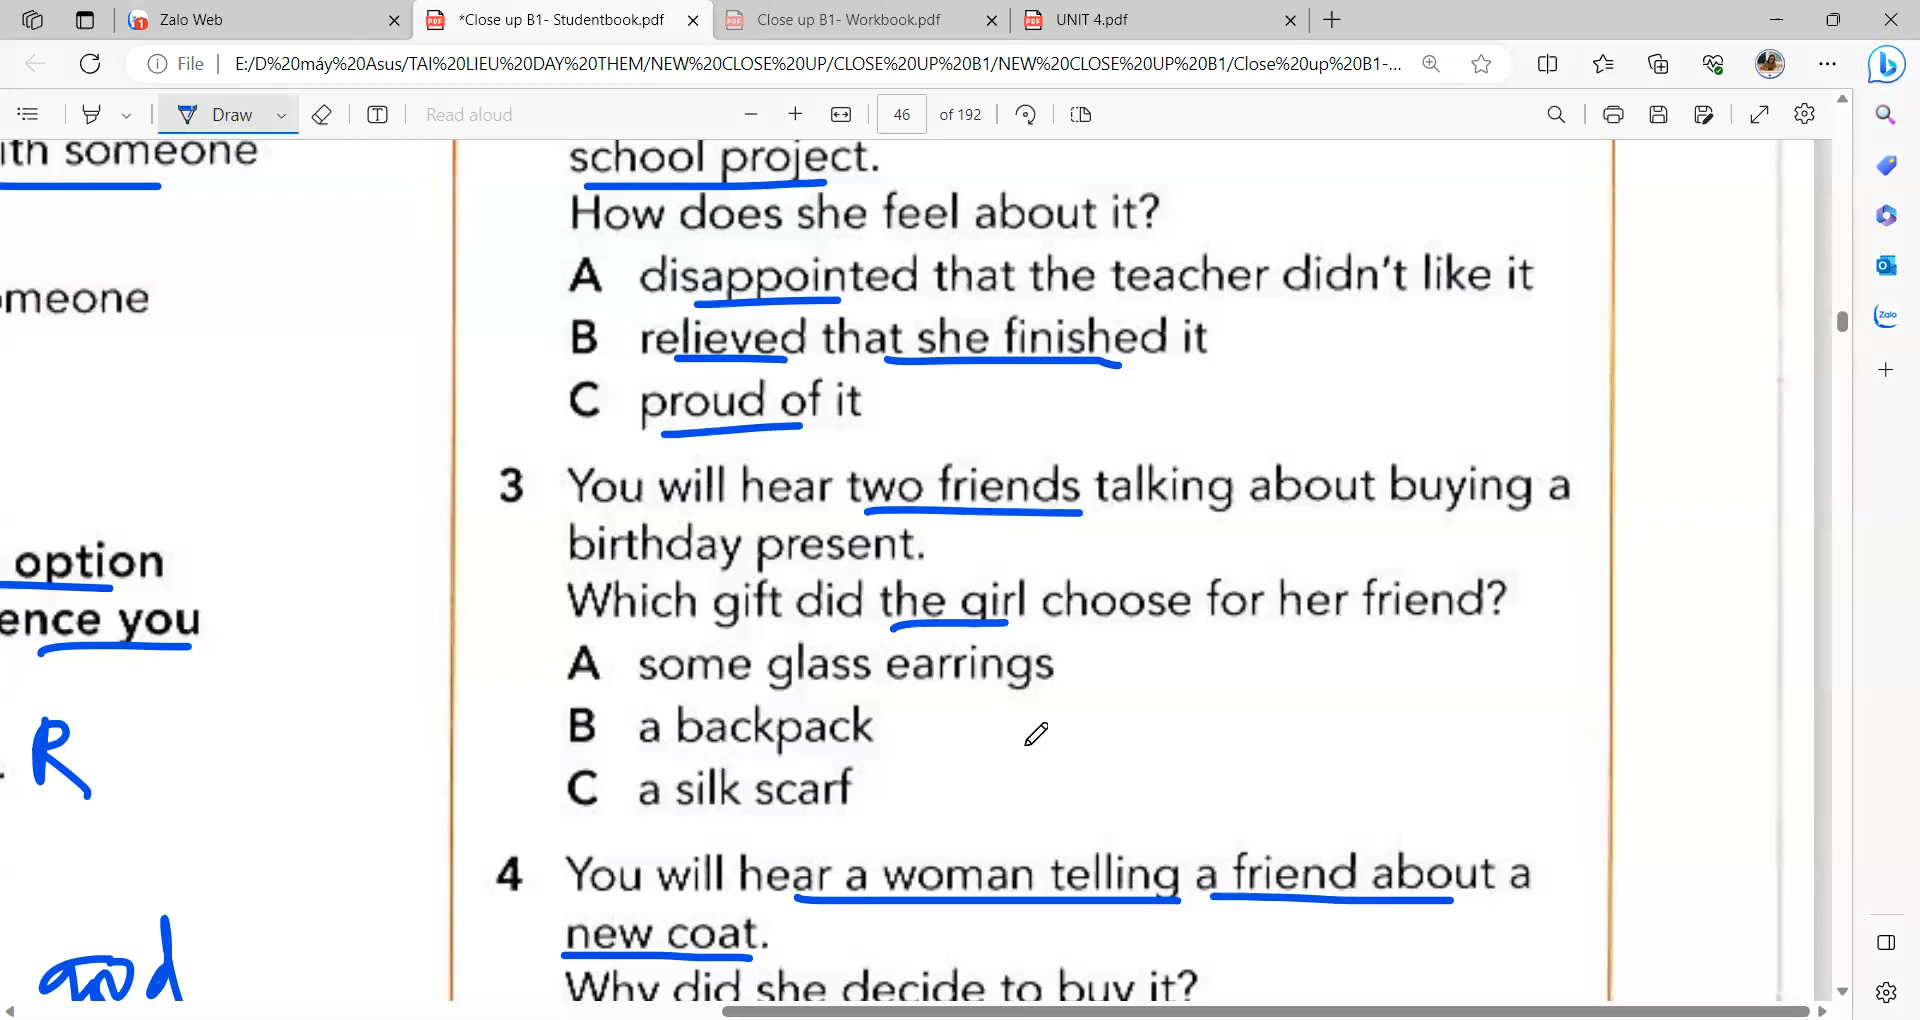 Zalo Web
*Close up B1- Studentbook.pdf
Close up B1- Workbook.pdf
UNIT 4.pdf
File
E:/D%20máy%20Asus/TAI%20LIEU%20DAY%20THEM/NEW%20CLOSE%20UP/CLOSE%20UP%20B1/NEW%20CLOSE%20UP%20B1/Close%20up%20B1-...
Draw
Read aloud
46 of 192
ith someone
omeone
option
ence you
R
and
school project.
How does she feel about it?
A disappointed that the teacher didn't like it
B relieved that she finished it
C proud of it
3 You will hear two friends talking about buying a
birthday present.
Which gift did the girl choose for her friend?
A some glass earrings
B a backpack
C a silk scarf
4 You will hear a woman telling a friend about a
new coat.
Why did she decide to buy it?
Zalo